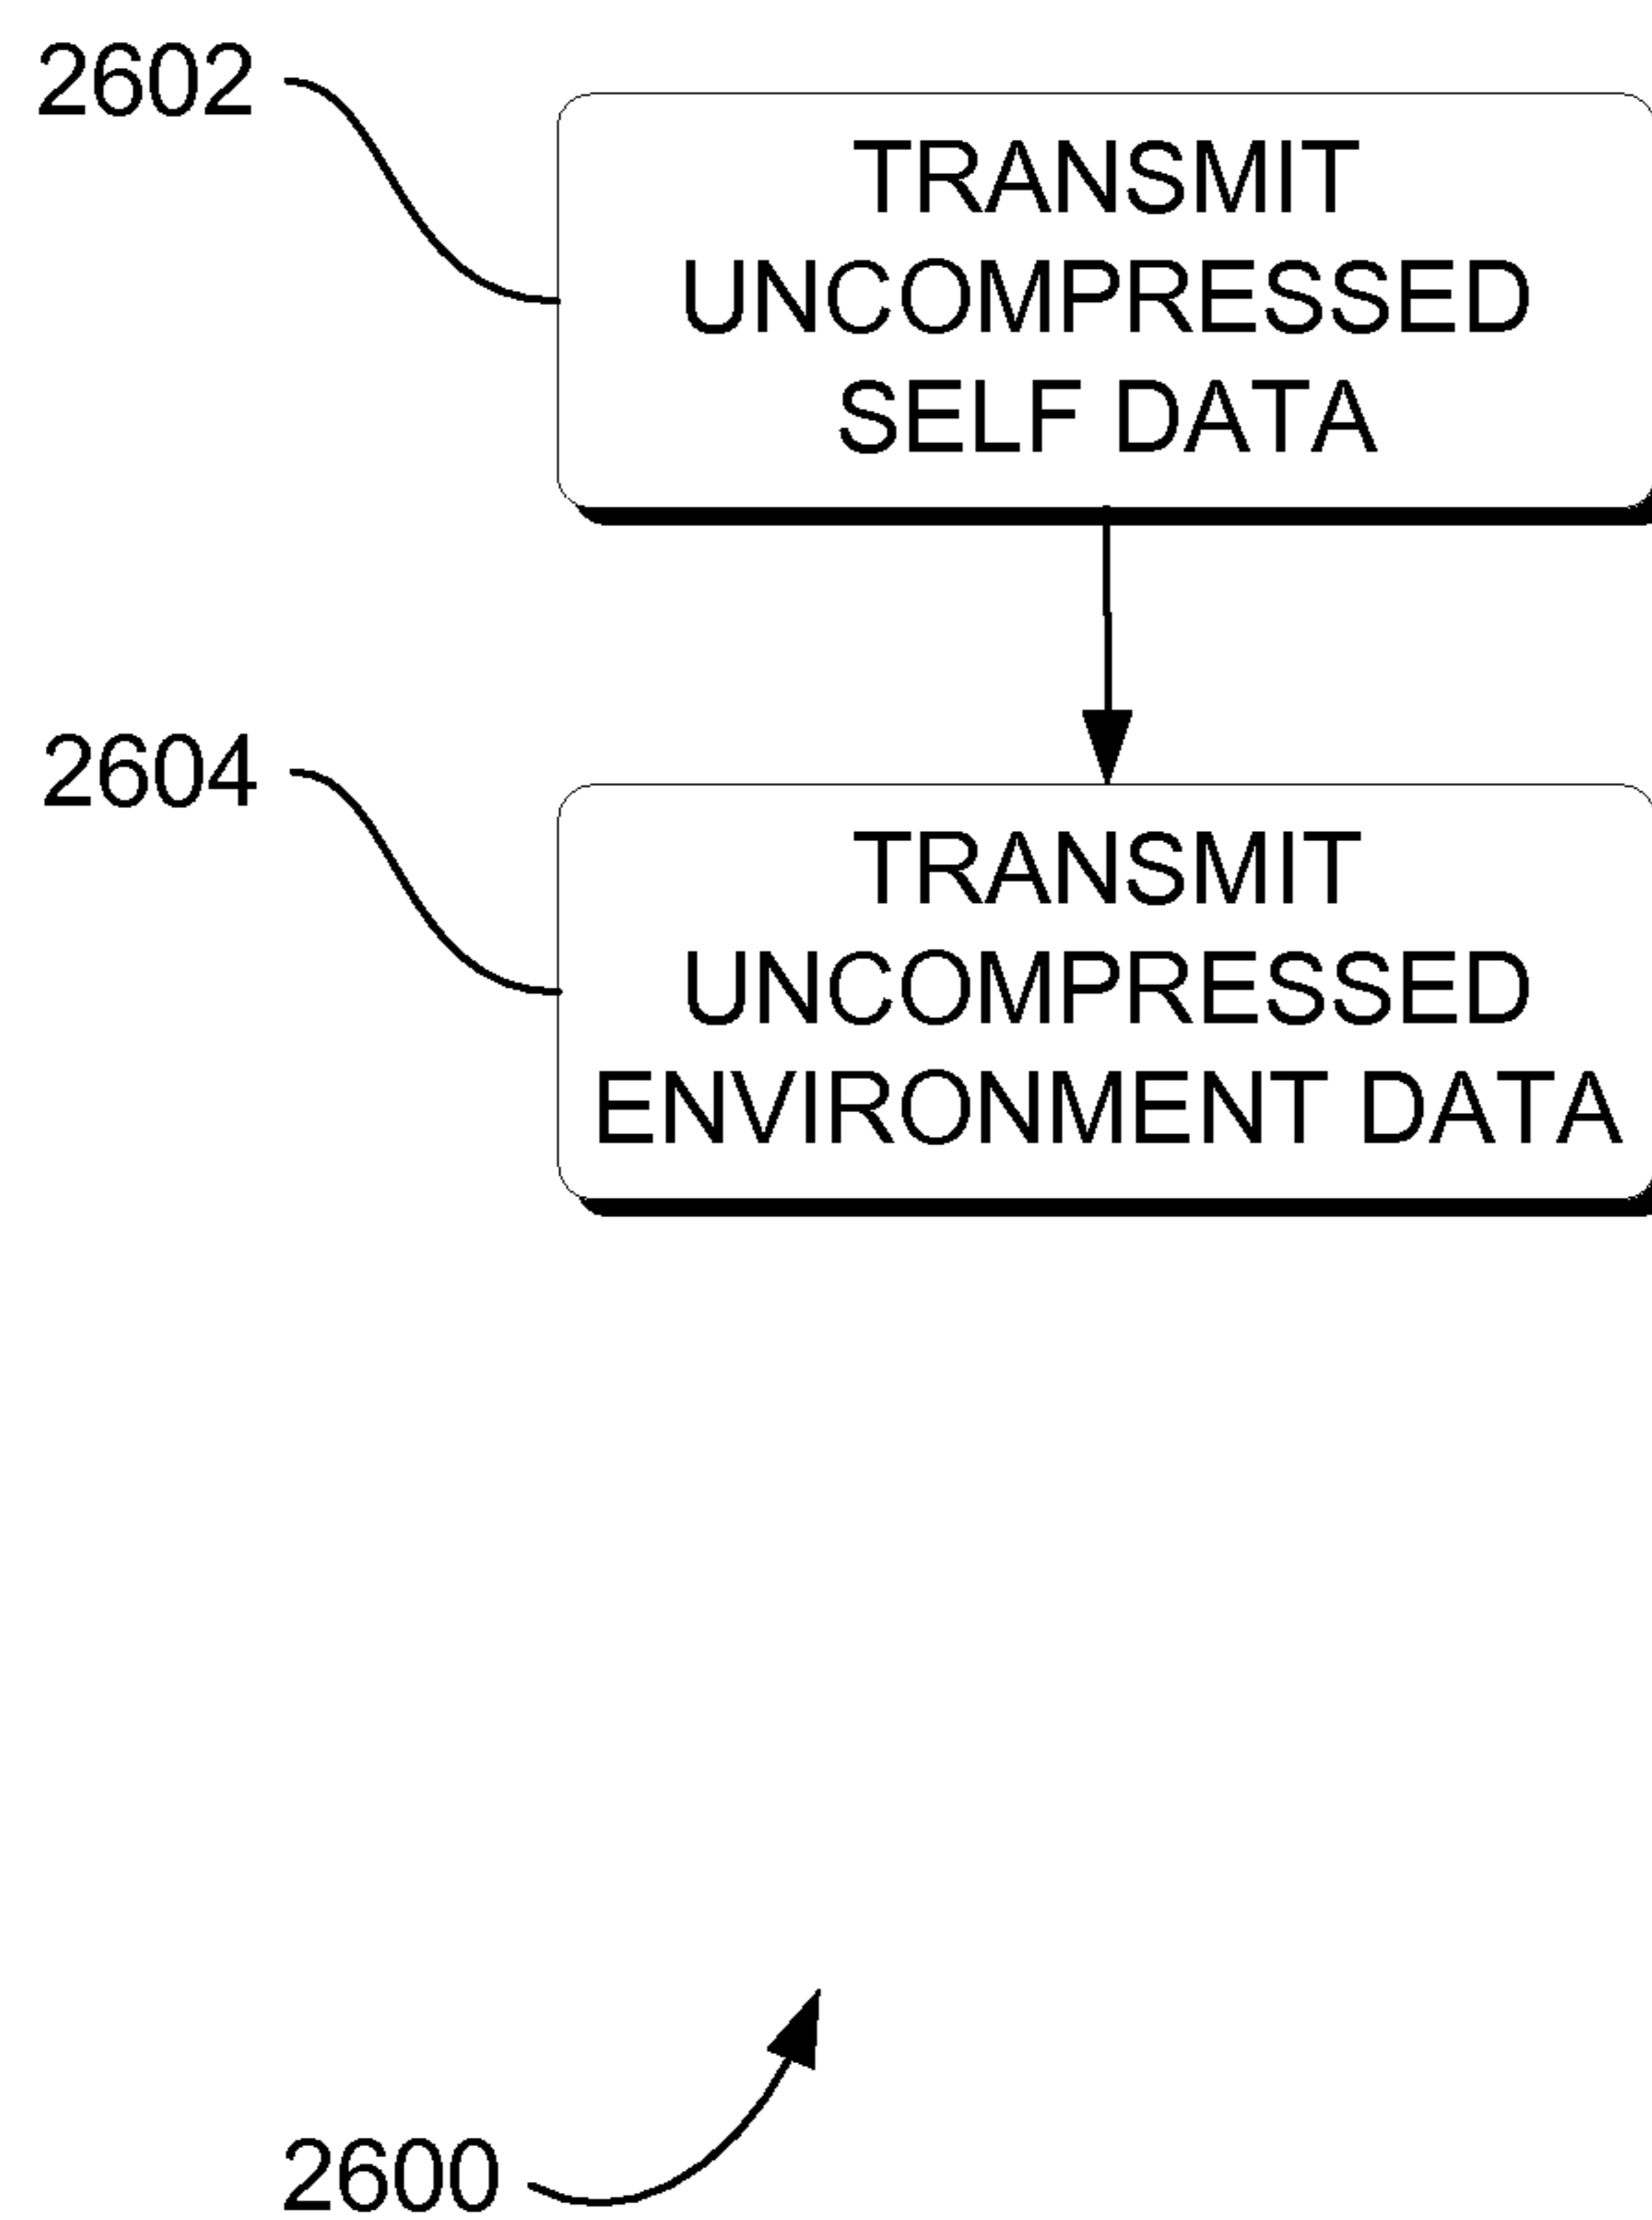 2602
TRANSMIT
UNCOMPRESSED
SELF DATA
2604
TRANSMIT
UNCOMPRESSED
ENVIRONMENT DATA
2600